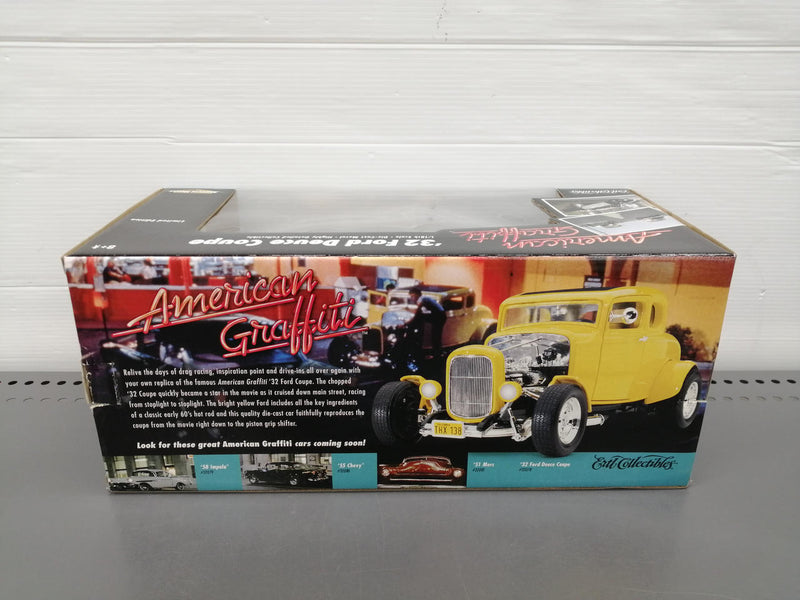 Limited Edition
8+↑
'32 Ford Deuce Coupe
American
Graffiti
Ertl Collectibles
American
Graffiti
Relive the days of drag racing, inspiration point and drive-ins all over again with
your own replica of the famous American Graffiti '32 Ford Coupe. The chopped
'32 Coupe quickly became a star in the movie as it cruised down main street, racing
from stoplight to stoplight. The bright yellow Ford includes all the key ingredients
of a classic early 60's hot rod and this quality die-cast car faithfully reproduces the
coupe from the movie right down to the piston grip shifter.
Look for these great American Graffiti cars coming soon!
THX 138
'58 Impala
'55 Chevy
'51 Merc
'32 Ford Deuce Coupe
Ertl Collectibles